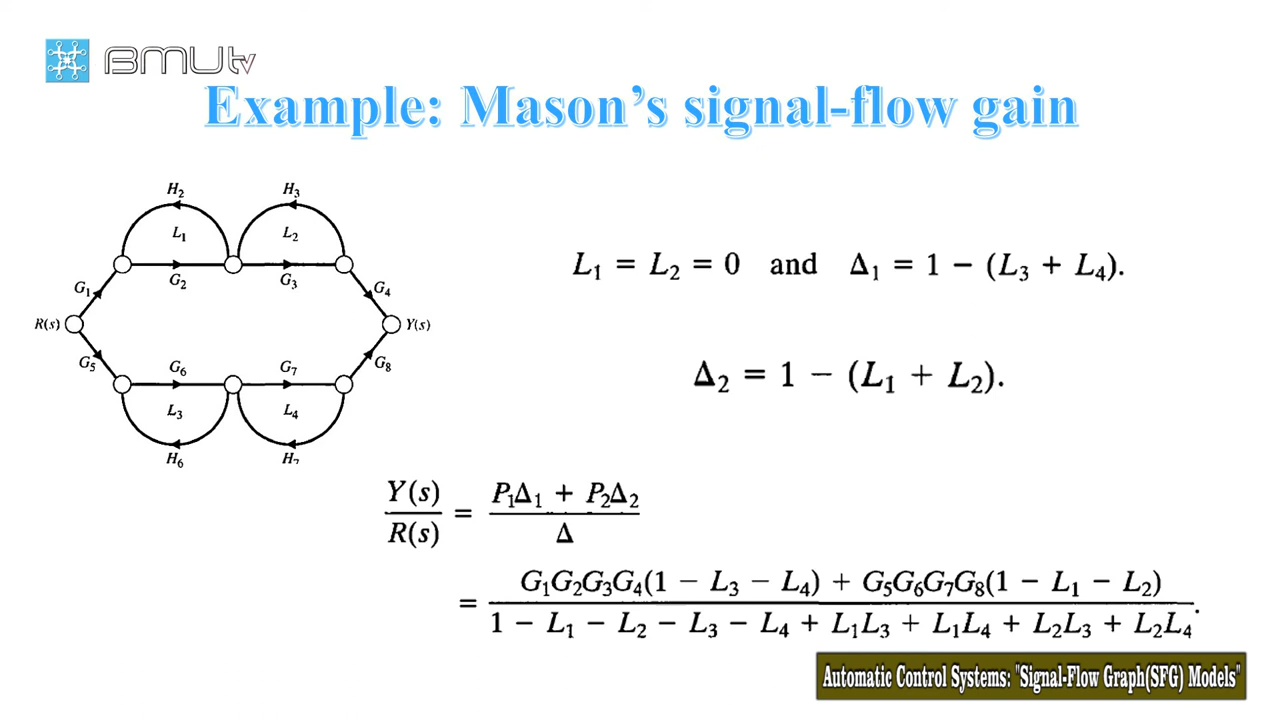 BMU tv
Example: Mason's signal-flow gain
H₂ H₃
L₁ L₂
G₂ G₃
G₁ G₄
R(s) Y(s)
G₅ G₈
G₆ G₇
L₃ L₄
H₆ H₇
L₁ = L₂ = 0 and Δ₁ = 1 − (L₃ + L₄).
Δ₂ = 1 − (L₁ + L₂).
Y(s)/R(s) = (P₁Δ₁ + P₂Δ₂)/Δ
= (G₁G₂G₃G₄(1 − L₃ − L₄) + G₅G₆G₇G₈(1 − L₁ − L₂))/(1 − L₁ − L₂ − L₃ − L₄ + L₁L₃ + L₁L₄ + L₂L₃ + L₂L₄).
Automatic Control Systems: "Signal-Flow Graph(SFG) Models"